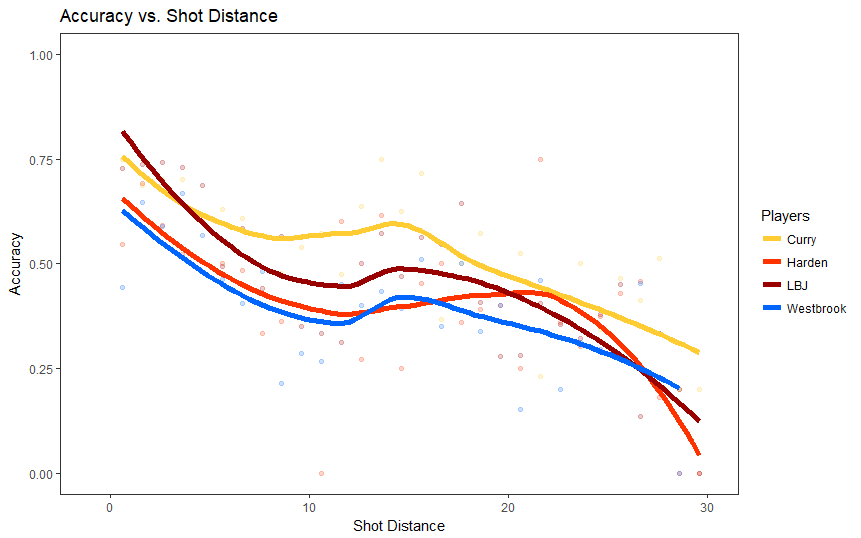 Accuracy vs. Shot Distance
1.00
0.75
0.50
0.25
0.00
Accuracy
0
10
20
30
Shot Distance
Players
Curry
Harden
LBJ
Westbrook